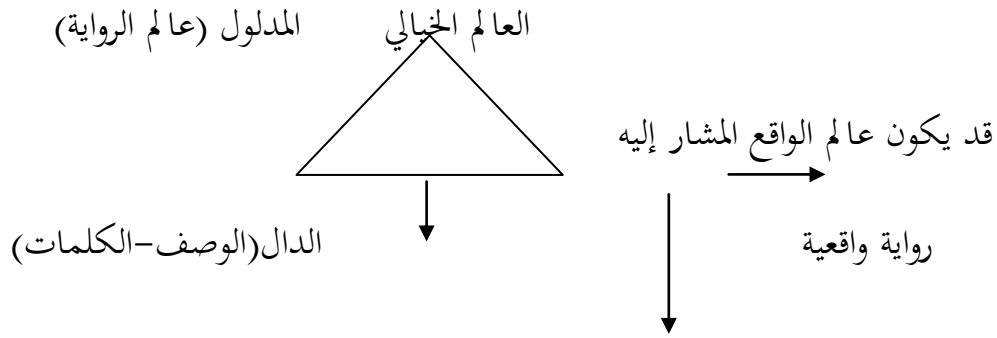 العالم الخيالي المدلول (عالم الرواية)
قد يكون عالم الواقع المشار إليه
رواية واقعية الدال(الوصف-الكلمات)